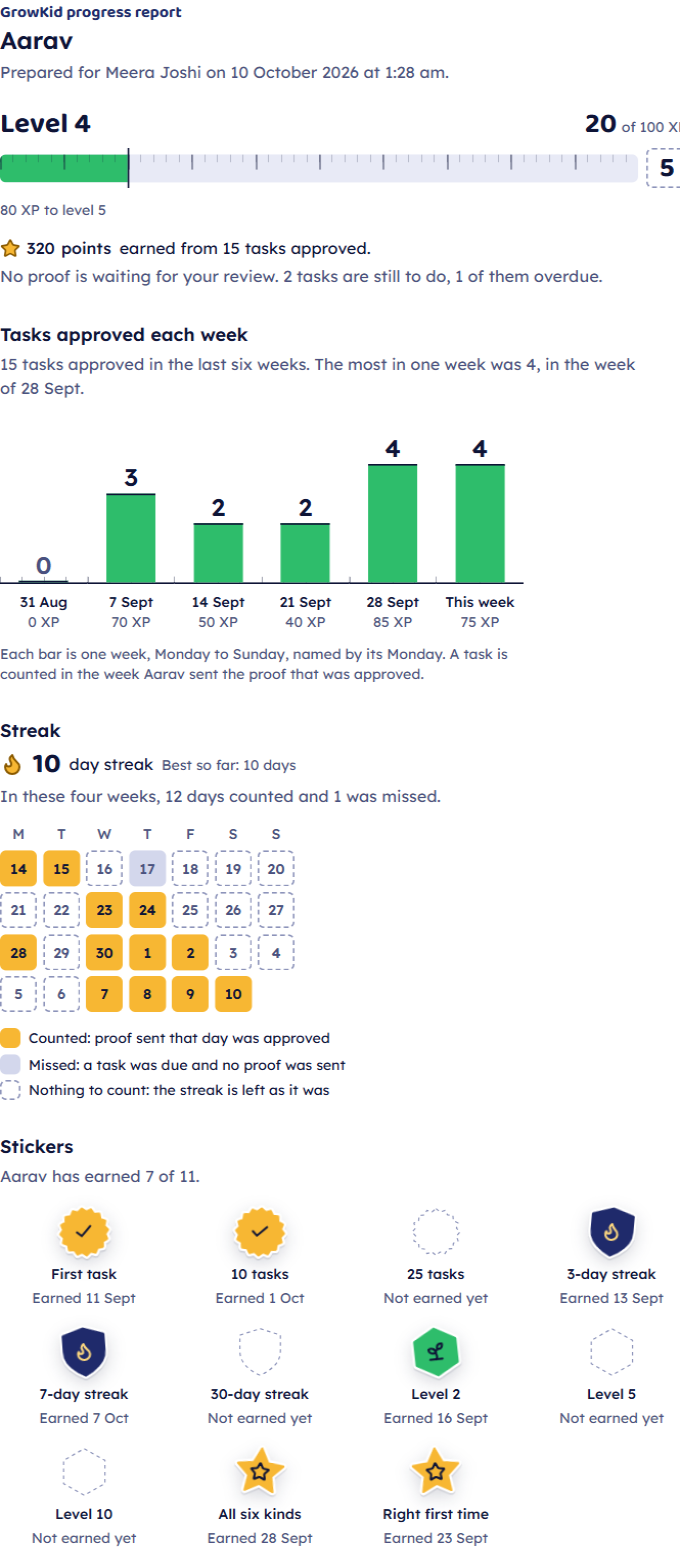 GrowKid progress report
Aarav
Prepared for Meera Joshi on 10 October 2026 at 1:28 am.
Level 4
20 of 100 XP
5
80 XP to level 5
320 points earned from 15 tasks approved.
No proof is waiting for your review. 2 tasks are still to do, 1 of them overdue.
Tasks approved each week
15 tasks approved in the last six weeks. The most in one week was 4, in the week
of 28 Sept.
0 3 2 2 4 4
31 Aug 7 Sept 14 Sept 21 Sept 28 Sept This week
0 XP 70 XP 50 XP 40 XP 85 XP 75 XP
Each bar is one week, Monday to Sunday, named by its Monday. A task is
counted in the week Aarav sent the proof that was approved.
Streak
10 day streak Best so far: 10 days
In these four weeks, 12 days counted and 1 was missed.
M T W T F S S
14 15 16 17 18 19 20
21 22 23 24 25 26 27
28 29 30 1 2 3 4
5 6 7 8 9 10
Counted: proof sent that day was approved
Missed: a task was due and no proof was sent
Nothing to count: the streak is left as it was
Stickers
Aarav has earned 7 of 11.
First task 10 tasks 25 tasks 3-day streak
Earned 11 Sept Earned 1 Oct Not earned yet Earned 13 Sept
7-day streak 30-day streak Level 2 Level 5
Earned 7 Oct Not earned yet Earned 16 Sept Not earned yet
Level 10 All six kinds Right first time
Not earned yet Earned 28 Sept Earned 23 Sept